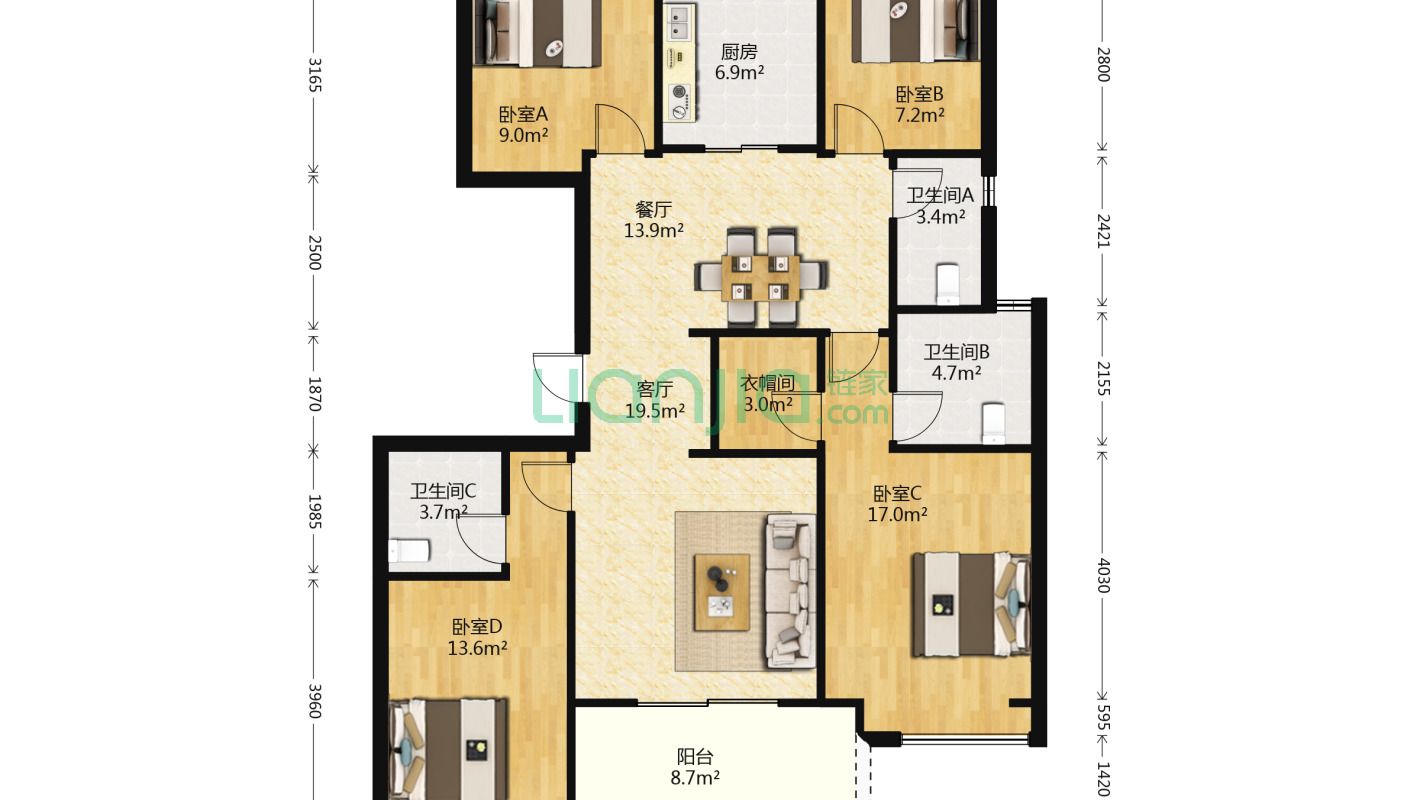 厨房
6.9m²
卧室A
9.0m²
卧室B
7.2m²
餐厅
13.9m²
卫生间A
3.4m²
客厅
19.5m²
衣帽间
3.0m²
卫生间B
4.7m²
Lianjia
链家
.com
卫生间C
3.7m²
卧室C
17.0m²
卧室D
13.6m²
阳台
8.7m²
3165
2500
1870
1985
3960
2800
2421
2155
4030
595
1420